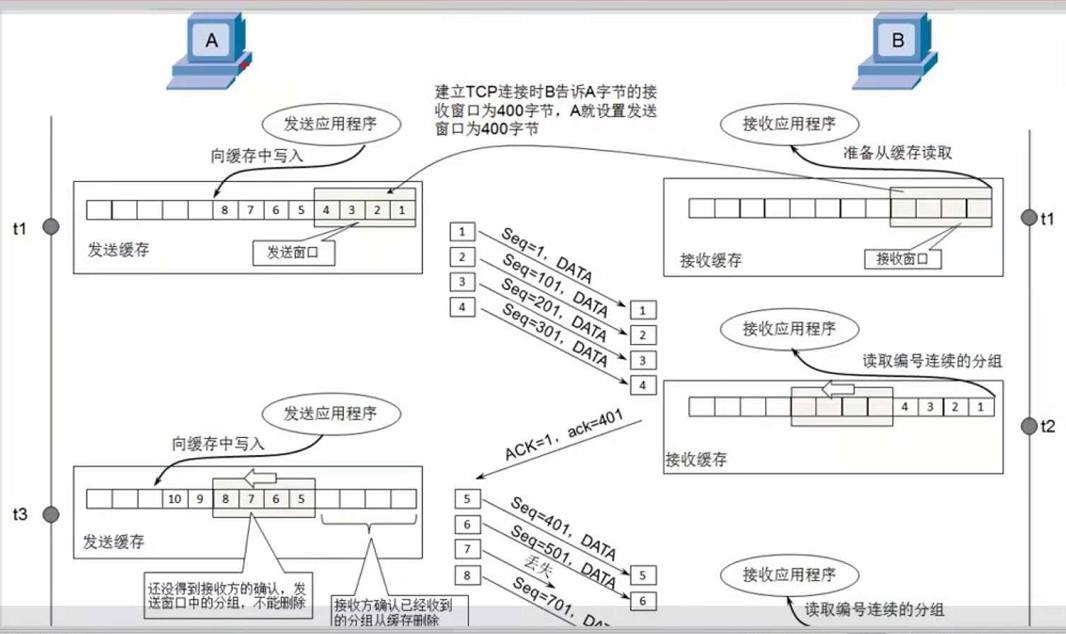 A
B
建立TCP连接时B告诉A字节的接
收窗口为400字节，A就设置发送
窗口为400字节
发送应用程序
接收应用程序
向缓存中写入
准备从缓存读取
8 7 6 5 4 3 2 1
t1
t1
发送缓存
发送窗口
接收缓存
接收窗口
1
2
3
4
Seq=1，DATA
Seq=101，DATA
Seq=201，DATA
Seq=301，DATA
1
2
3
4
接收应用程序
读取编号连续的分组
4 3 2 1
接收缓存
t2
发送应用程序
向缓存中写入
ACK=1，ack=401
10 9 8 7 6 5
t3
发送缓存
还没得到接收方的确认，发
送窗口中的分组，不能删除
接收方确认已经收到
的分组从缓存删除
5
6
7
8
Seq=401，DATA
Seq=501，DATA
丢失
Seq=701，
5
6
接收应用程序
读取编号连续的分组